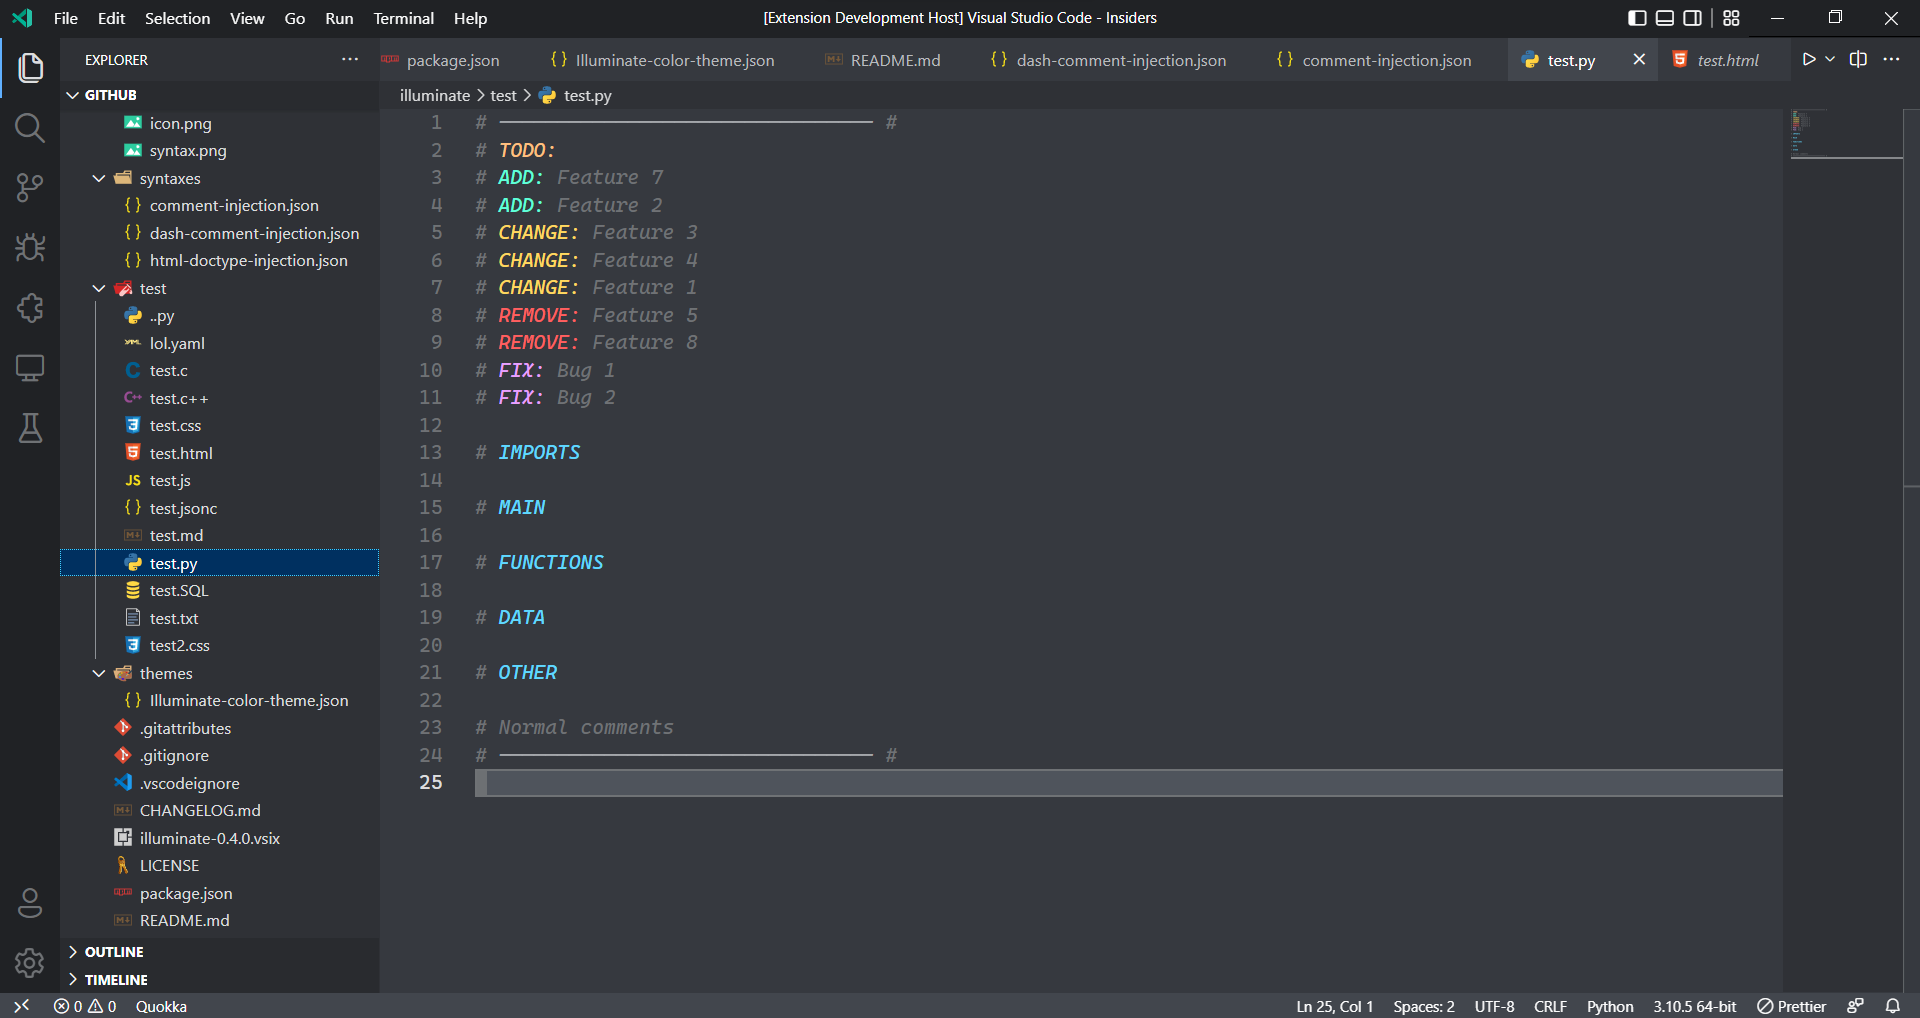 File Edit Selection View Go Run Terminal Help
[Extension Development Host] Visual Studio Code - Insiders
EXPLORER
GITHUB
icon.png
syntax.png
syntaxes
{} comment-injection.json
{} dash-comment-injection.json
{} html-doctype-injection.json
test
..py
lol.yaml
test.c
test.c++
test.css
test.html
JS test.js
{} test.jsonc
test.md
test.py
test.SQL
test.txt
test2.css
themes
{} Illuminate-color-theme.json
.gitattributes
.gitignore
.vscodeignore
CHANGELOG.md
illuminate-0.4.0.vsix
LICENSE
package.json
README.md
OUTLINE
TIMELINE
package.json
{} Illuminate-color-theme.json
README.md
{} dash-comment-injection.json
{} comment-injection.json
test.py
test.html
illuminate > test > test.py
1 # ———————————————— #
2 # TODO:
3 # ADD: Feature 7
4 # ADD: Feature 2
5 # CHANGE: Feature 3
6 # CHANGE: Feature 4
7 # CHANGE: Feature 1
8 # REMOVE: Feature 5
9 # REMOVE: Feature 8
10 # FIX: Bug 1
11 # FIX: Bug 2
12
13 # IMPORTS
14
15 # MAIN
16
17 # FUNCTIONS
18
19 # DATA
20
21 # OTHER
22
23 # Normal comments
24 # ———————————————— #
25
0 0 Quokka
Ln 25, Col 1 Spaces: 2 UTF-8 CRLF Python 3.10.5 64-bit Prettier